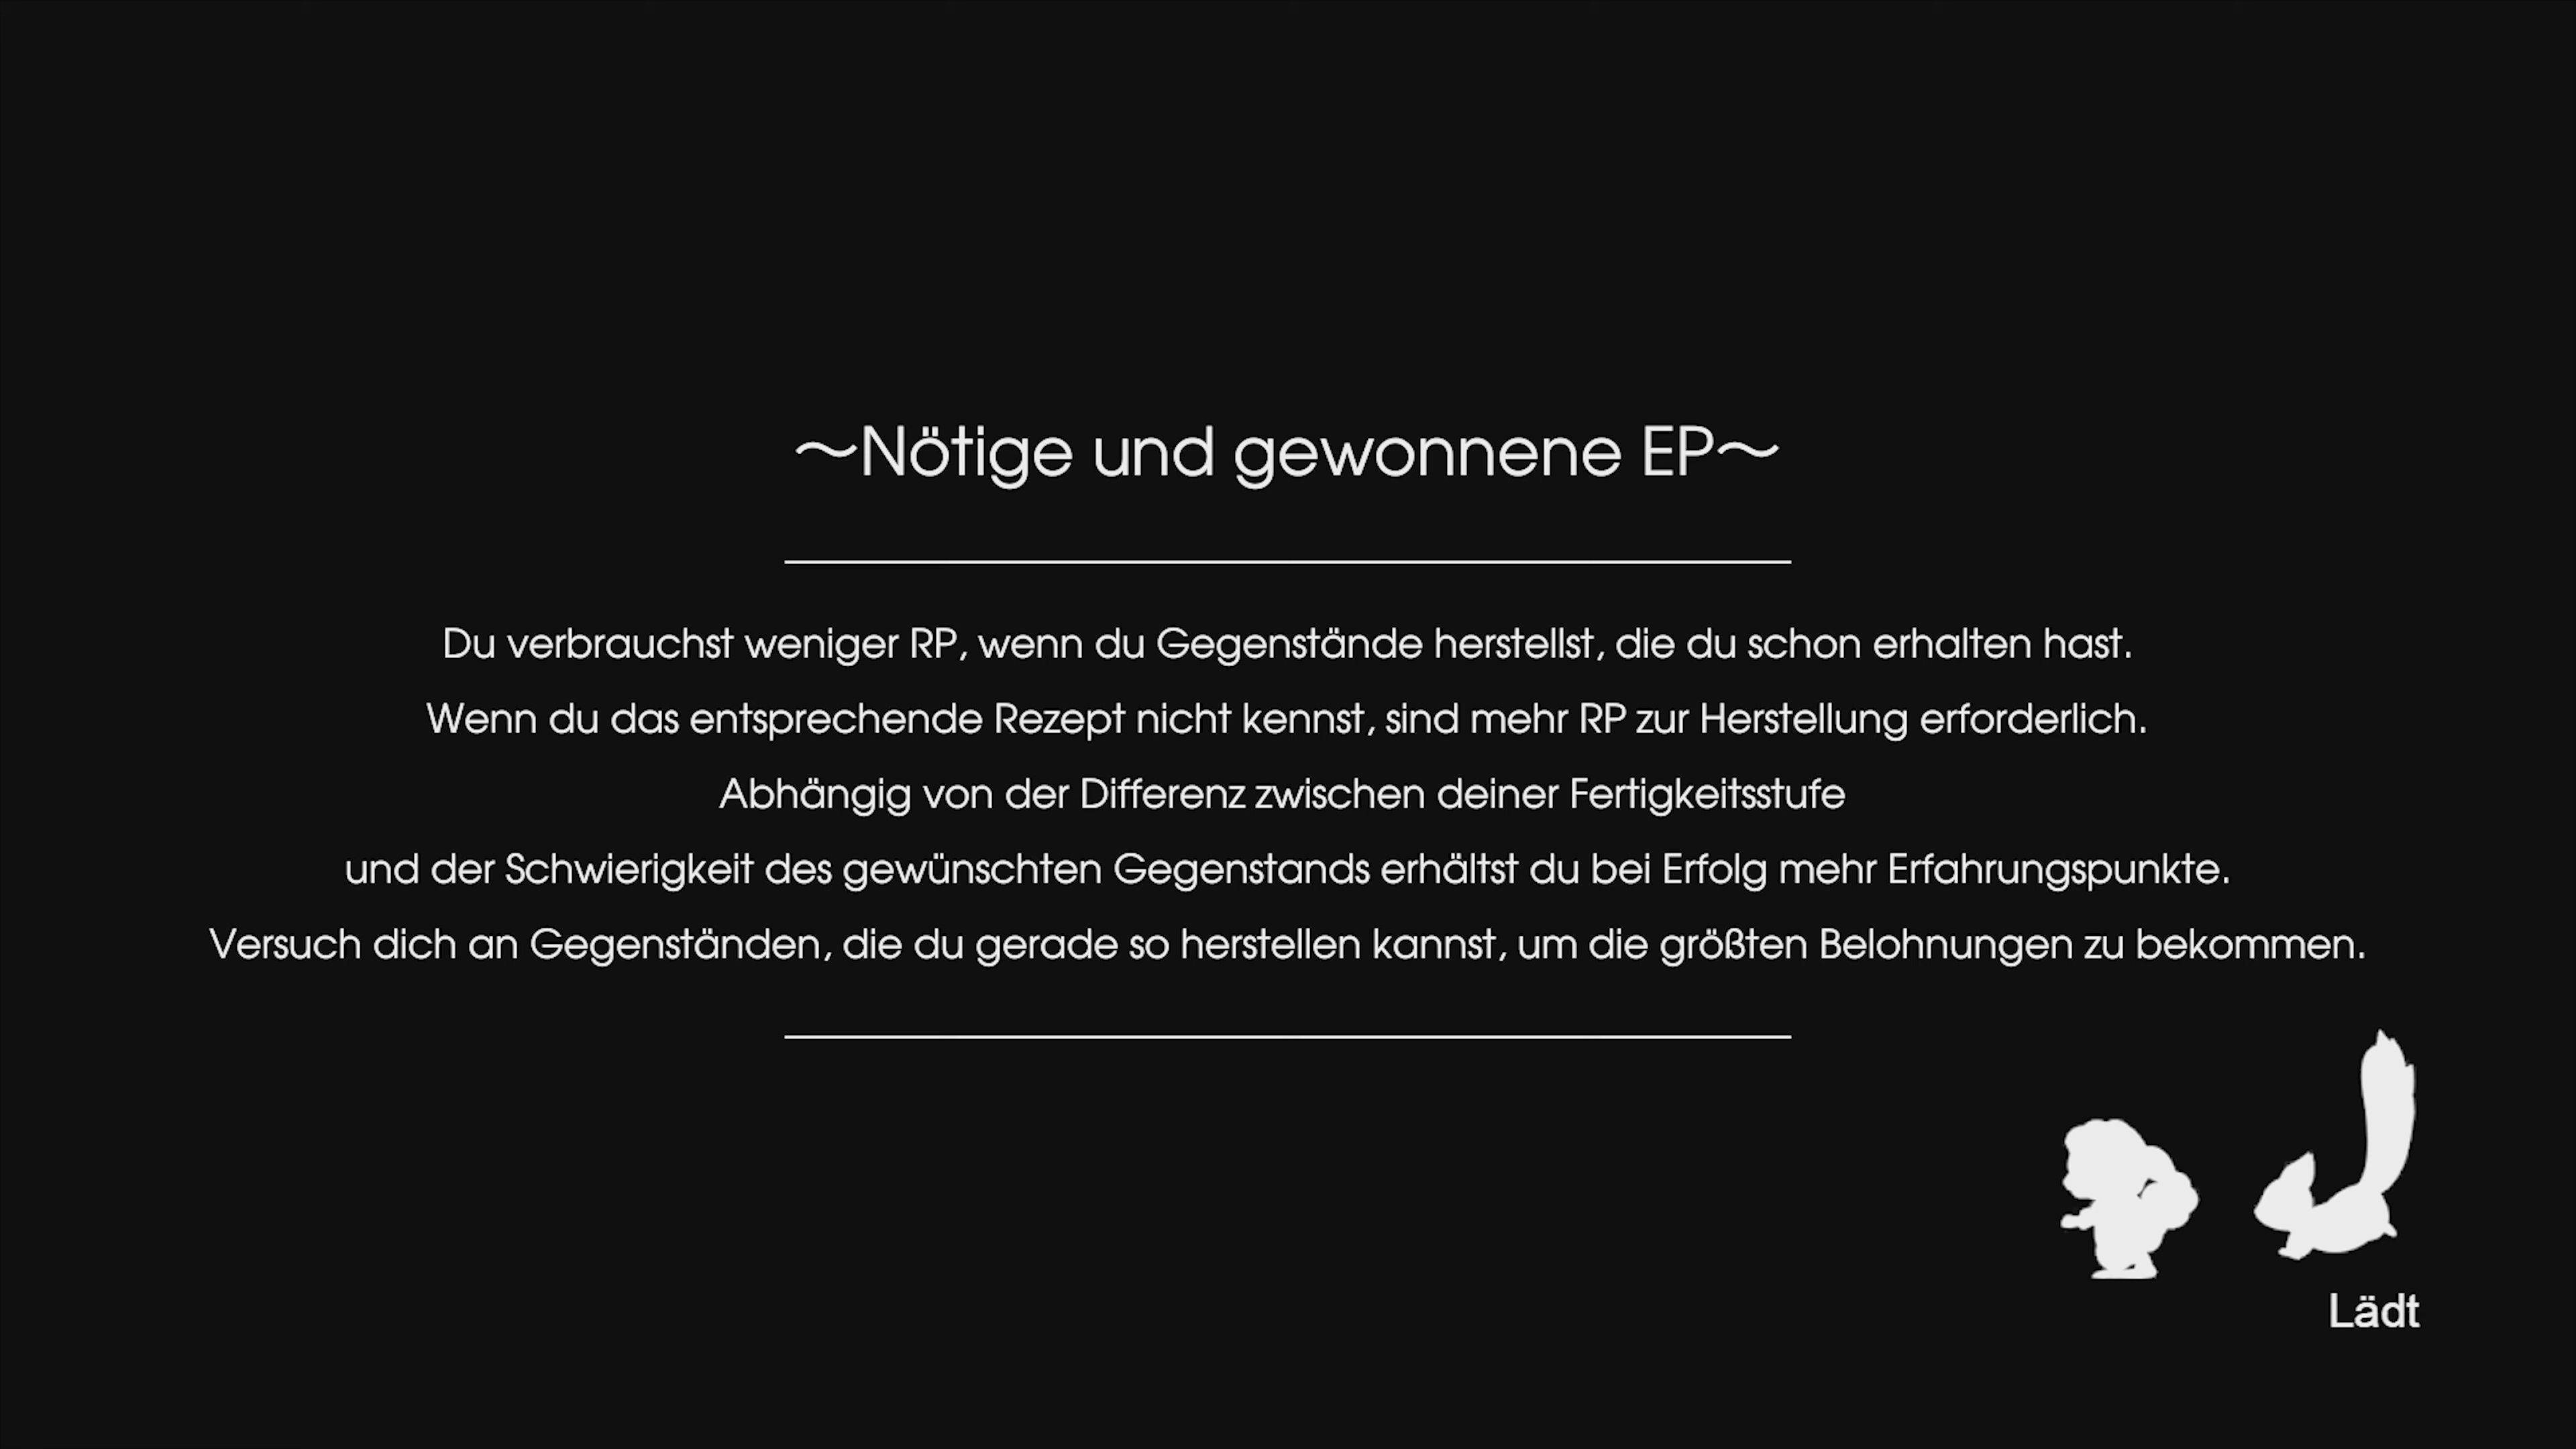 ～Nötige und gewonnene EP～
Du verbrauchst weniger RP, wenn du Gegenstände herstellst, die du schon erhalten hast.
Wenn du das entsprechende Rezept nicht kennst, sind mehr RP zur Herstellung erforderlich.
Abhängig von der Differenz zwischen deiner Fertigkeitsstufe
und der Schwierigkeit des gewünschten Gegenstands erhältst du bei Erfolg mehr Erfahrungspunkte.
Versuch dich an Gegenständen, die du gerade so herstellen kannst, um die größten Belohnungen zu bekommen.
Lädt